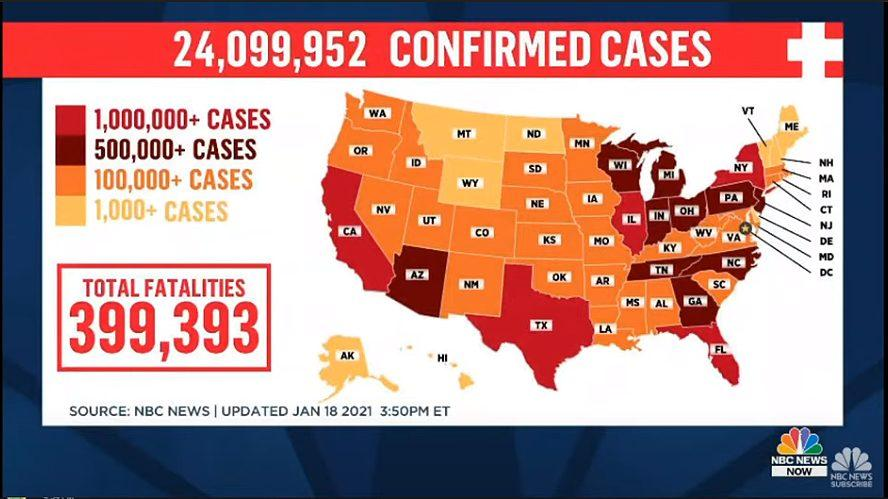 24,099,952 CONFIRMED CASES
1,000,000+ CASES
500,000+ CASES
100,000+ CASES
1,000+ CASES
TOTAL FATALITIES
399,393
WA
OR
CA
ID
NV
AZ
MT
WY
UT
CO
NM
ND
SD
NE
KS
OK
TX
MN
IA
MO
AR
LA
WI
IL
MI
IN
OH
KY
TN
MS
AL
GA
FL
SC
NC
VA
WV
PA
NY
VT
ME
NH
MA
RI
CT
NJ
DE
MD
DC
AK
HI
SOURCE: NBC NEWS | UPDATED JAN 18 2021 3:50PM ET
NBC NEWS
NOW
NBC NEWS
SUBSCRIBE